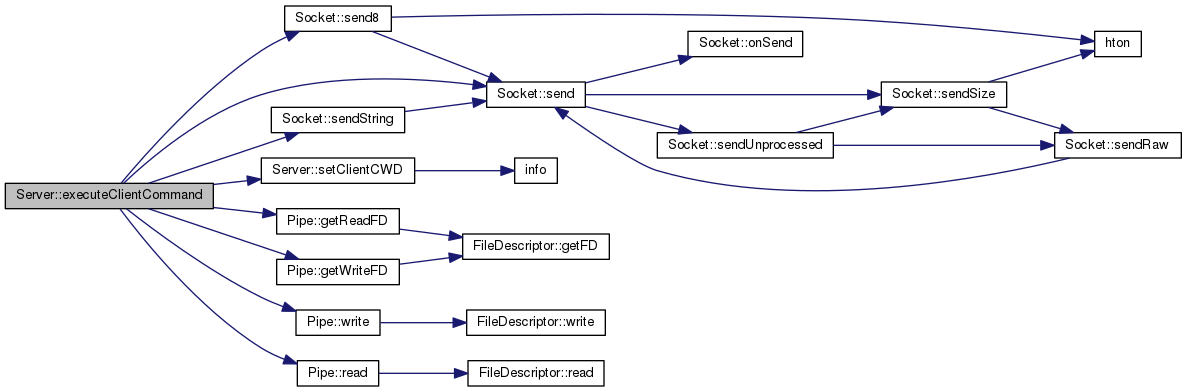 Socket::send8
Socket::onSend
hton
Socket::send
Socket::sendSize
Socket::sendString
Socket::sendUnprocessed
Socket::sendRaw
Server::setClientCWD
info
Server::executeClientCommand
Pipe::getReadFD
FileDescriptor::getFD
Pipe::getWriteFD
Pipe::write
FileDescriptor::write
Pipe::read
FileDescriptor::read